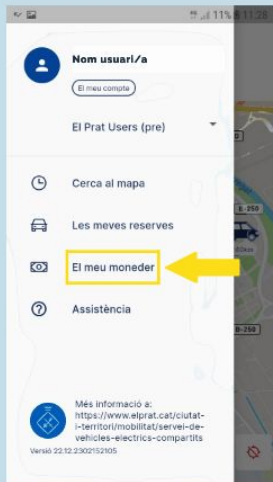 11% 11:28
Nom usuari/a
El meu compte
El Prat Users (pre)
Cerca al mapa
B-250
Les meves reserves
El meu moneder
B-250
Assistència
Més informació a:
https://www.elprat.cat/ciutat-
i-territori/mobilitat/servei-de-
vehicles-electrics-compartits
Versió 22.12.2302152105